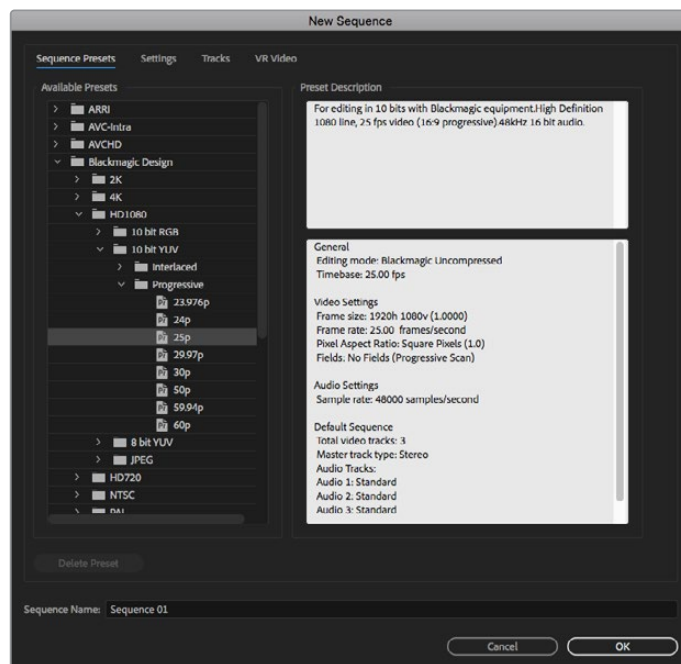 New Sequence
Sequence Presets
Settings
Tracks
VR Video
Available Presets
ARRI
AVC-Intra
AVCHD
Blackmagic Design
2K
4K
HD1080
10 bit RGB
10 bit YUV
Interlaced
Progressive
23.976p
24p
25p
29.97p
30p
50p
59.94p
60p
8 bit YUV
JPEG
HD720
NTSC
PAL
Preset Description
For editing in 10 bits with Blackmagic equipment.High Definition
1080 line, 25 fps video (16:9 progressive).48kHz 16 bit audio.
General
Editing mode: Blackmagic Uncompressed
Timebase: 25.00 fps
Video Settings
Frame size: 1920h 1080v (1.0000)
Frame rate: 25.00 frames/second
Pixel Aspect Ratio: Square Pixels (1.0)
Fields: No Fields (Progressive Scan)
Audio Settings
Sample rate: 48000 samples/second
Default Sequence
Total video tracks: 3
Master track type: Stereo
Audio Tracks:
Audio 1: Standard
Audio 2: Standard
Audio 3: Standard
Delete Preset
Sequence Name: Sequence 01
Cancel
OK